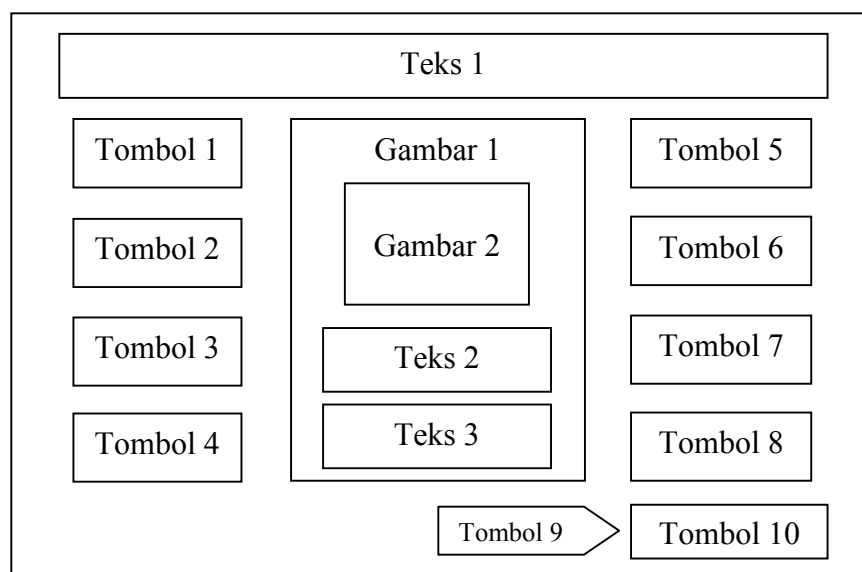 Teks 1
Tombol 1
Gambar 1
Tombol 5
Tombol 2
Gambar 2
Tombol 6
Tombol 3
Teks 2
Tombol 7
Tombol 4
Teks 3
Tombol 8
Tombol 9
Tombol 10